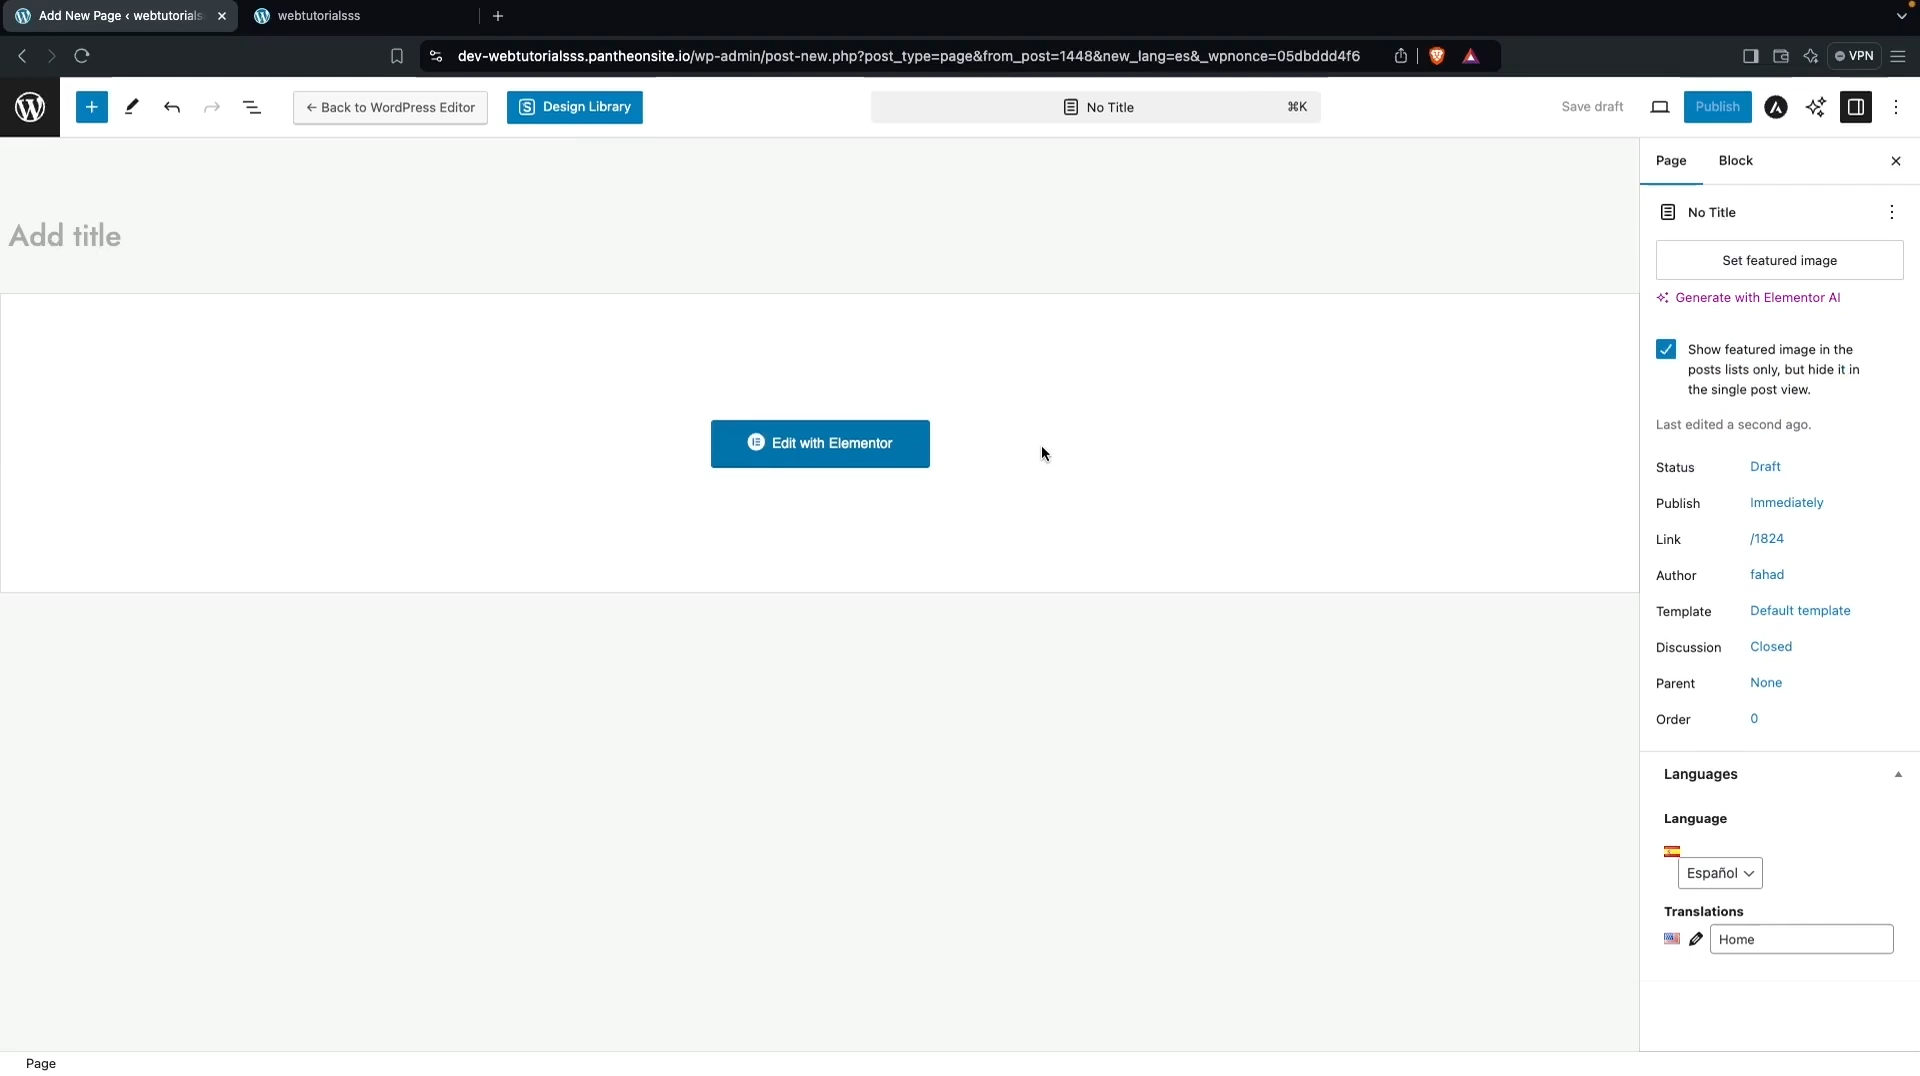 Add New Page ‹ webtutorials
webtutorialsss
dev-webtutorialsss.pantheonsite.io/wp-admin/post-new.php?post_type=page&from_post=1448&new_lang=es&_wpnonce=05dbddd4f6
VPN
← Back to WordPress Editor
Design Library
No Title
⌘K
Save draft
Publish
Page
Block
No Title
Add title
Set featured image
Generate with Elementor AI
Show featured image in the
posts lists only, but hide it in
the single post view.
Last edited a second ago.
Edit with Elementor
Status Draft
Publish Immediately
Link /1824
Author fahad
Template Default template
Discussion Closed
Parent None
Order 0
Languages
Language
Español
Translations
Home
Page